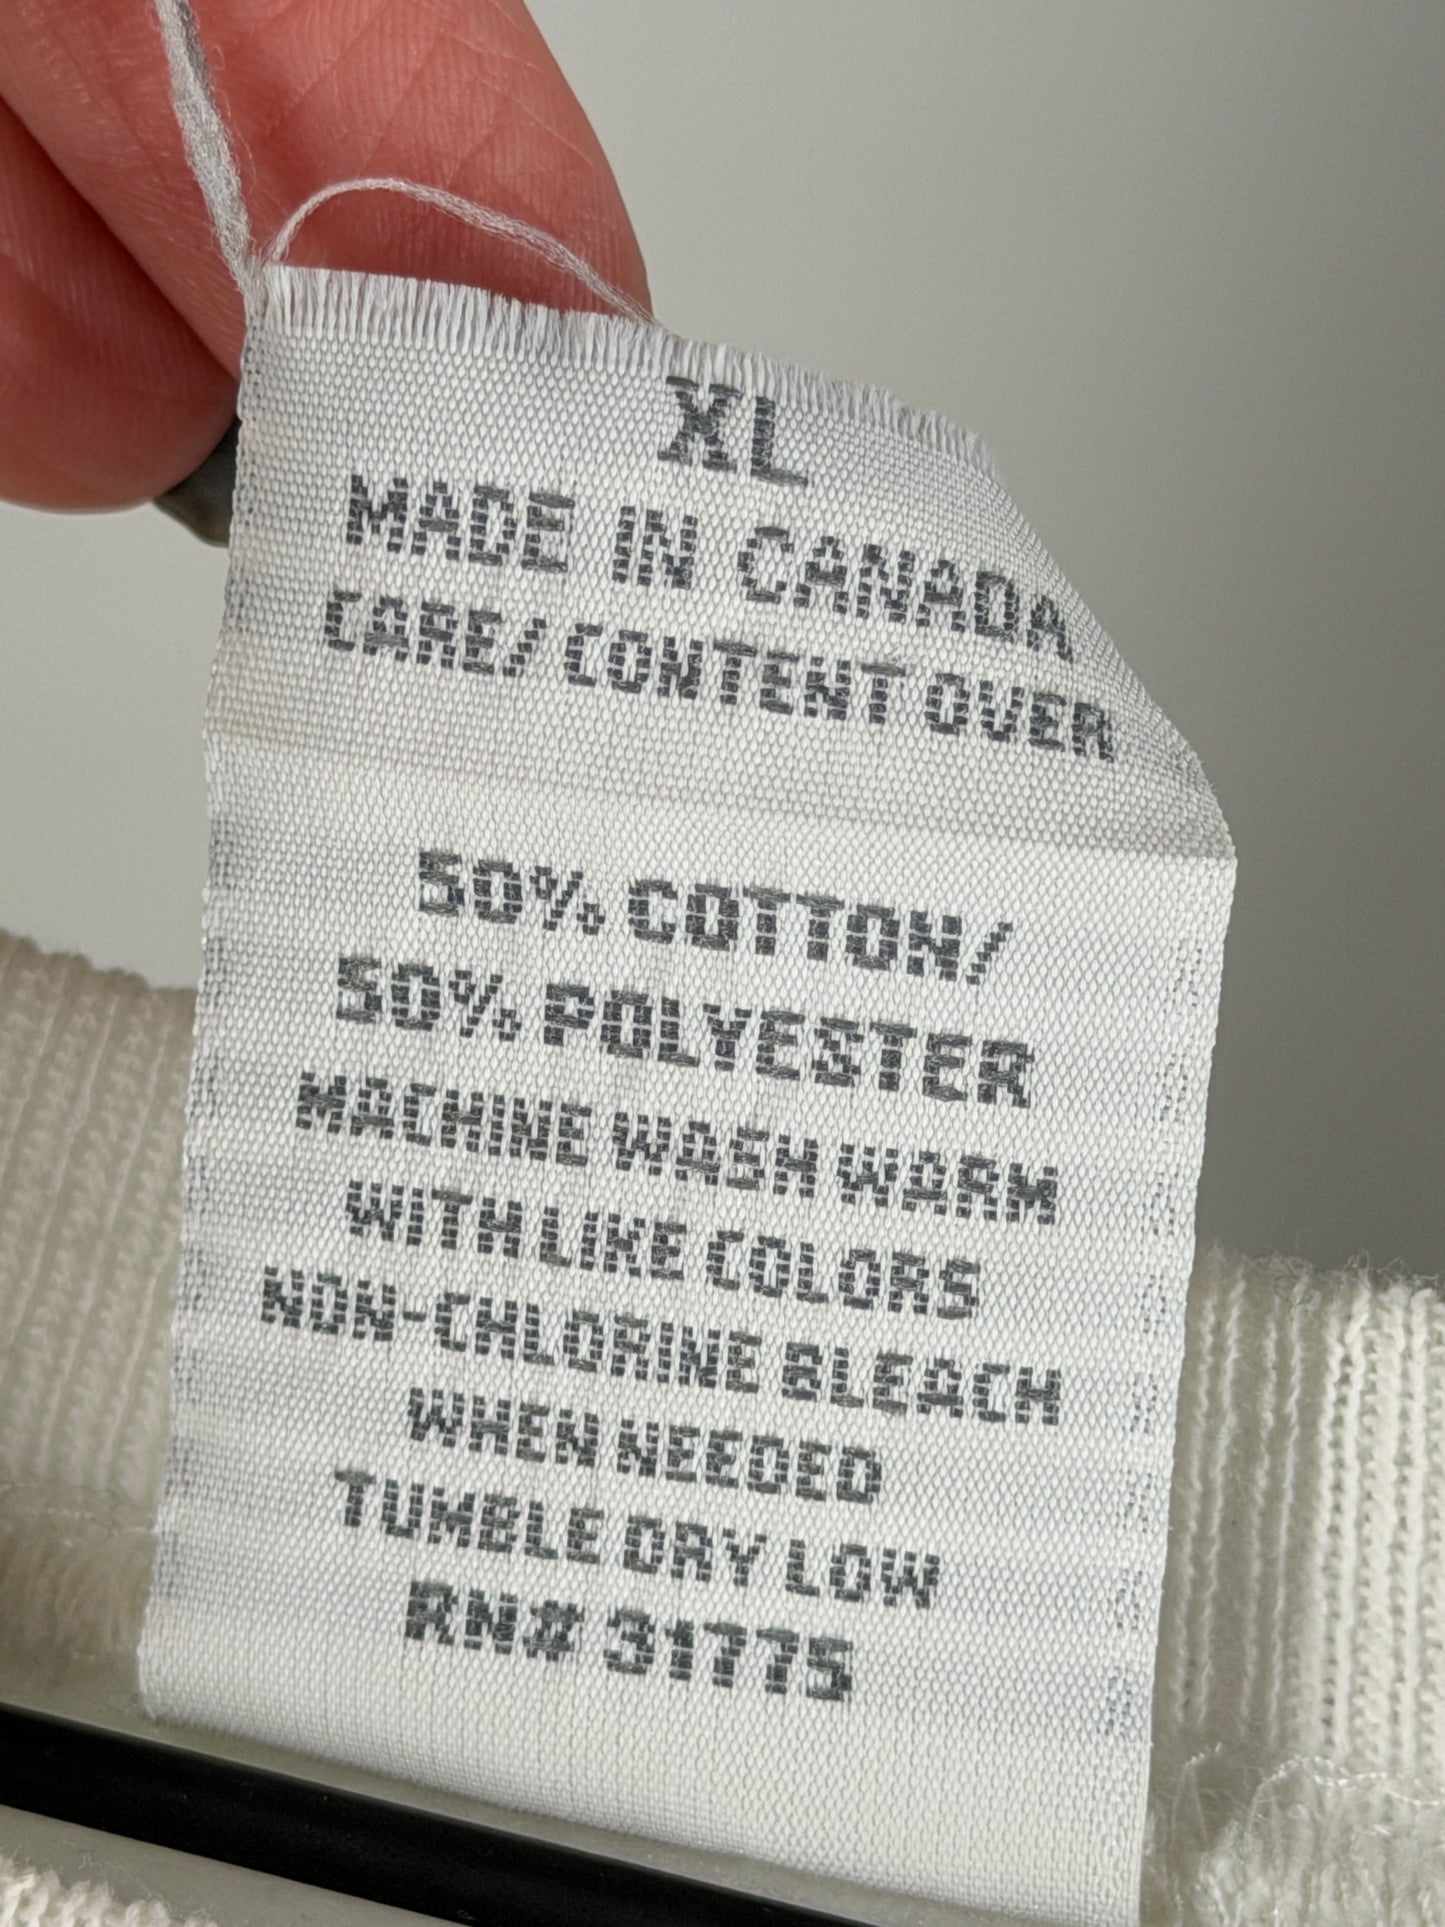 XL
MADE IN CANADA
CARE/CONTENT OVER
50% COTTON/
50% POLYESTER
MACHINE WASH WARM
WITH LIKE COLORS
NON-CHLORINE BLEACH
WHEN NEEDED
TUMBLE DRY LOW
RN# 31775